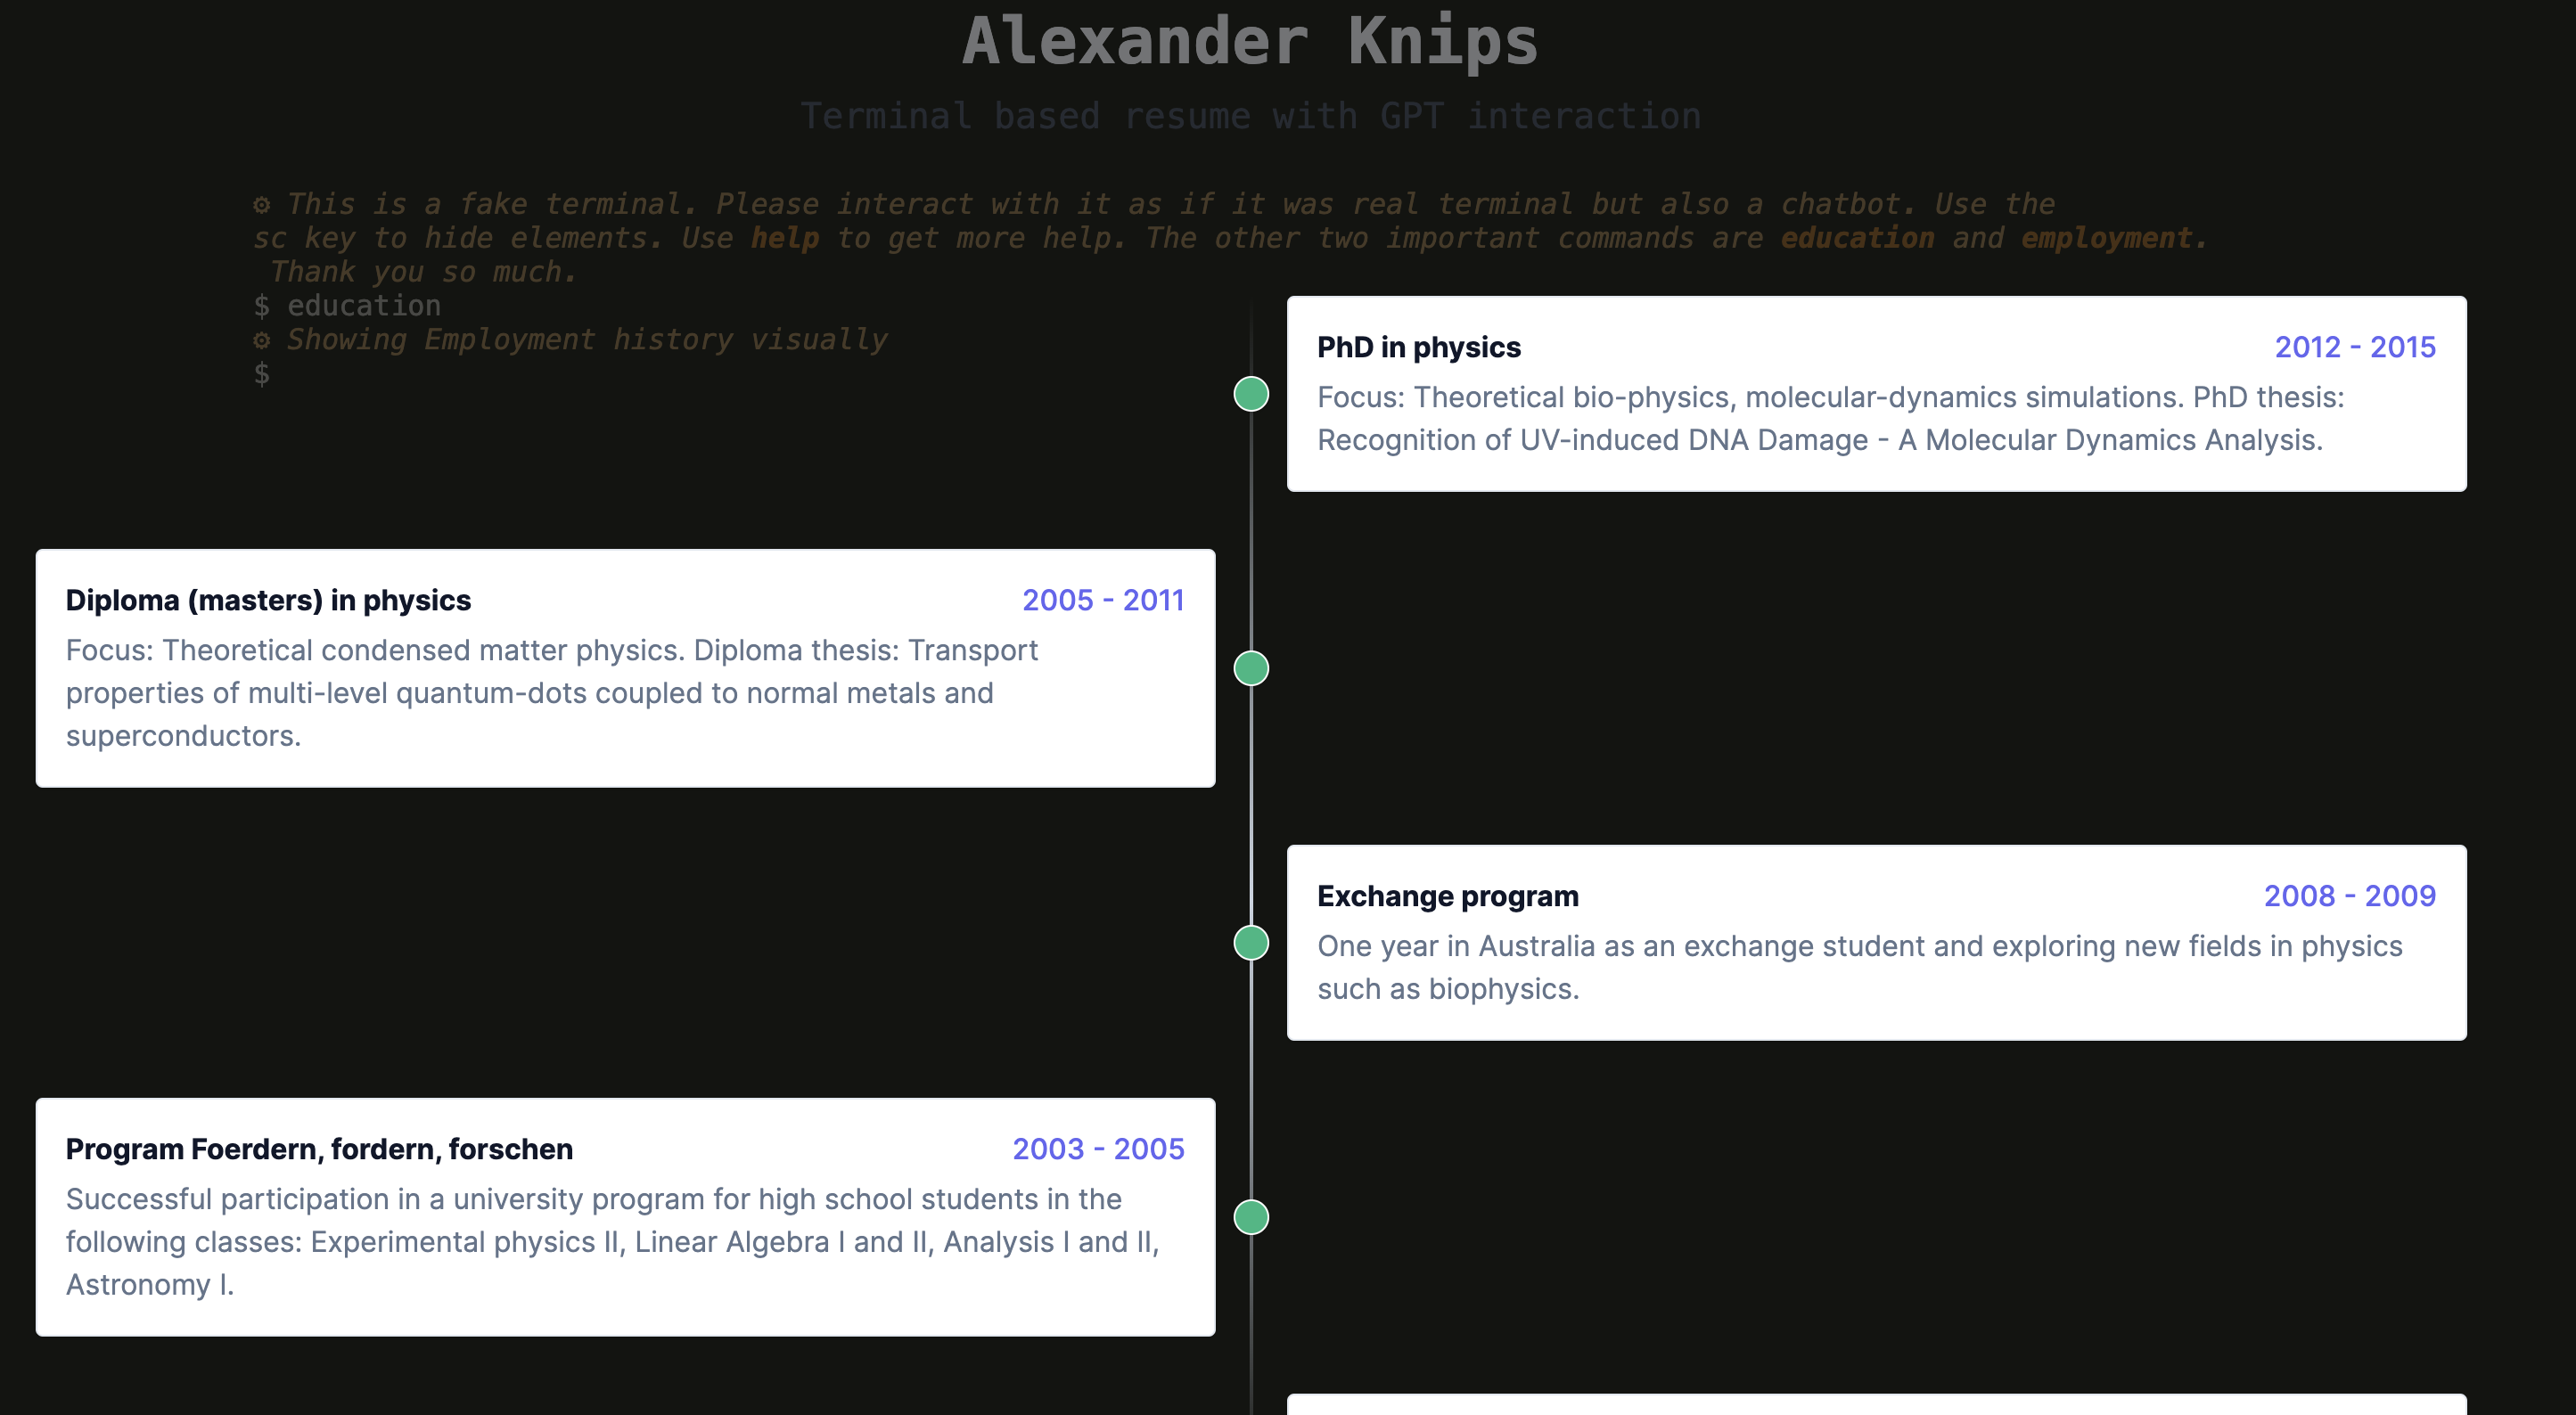 Alexander Knips
Terminal based resume with GPT interaction
⚙ This is a fake terminal. Please interact with it as if it was real terminal but also a chatbot. Use the
sc key to hide elements. Use help to get more help. The other two important commands are education and employment.
Thank you so much.
$ education
⚙ Showing Employment history visually
$
PhD in physics 2012 - 2015
Focus: Theoretical bio-physics, molecular-dynamics simulations. PhD thesis:
Recognition of UV-induced DNA Damage - A Molecular Dynamics Analysis.
Diploma (masters) in physics 2005 - 2011
Focus: Theoretical condensed matter physics. Diploma thesis: Transport
properties of multi-level quantum-dots coupled to normal metals and
superconductors.
Exchange program 2008 - 2009
One year in Australia as an exchange student and exploring new fields in physics
such as biophysics.
Program Foerdern, fordern, forschen 2003 - 2005
Successful participation in a university program for high school students in the
following classes: Experimental physics II, Linear Algebra I and II, Analysis I and II,
Astronomy I.